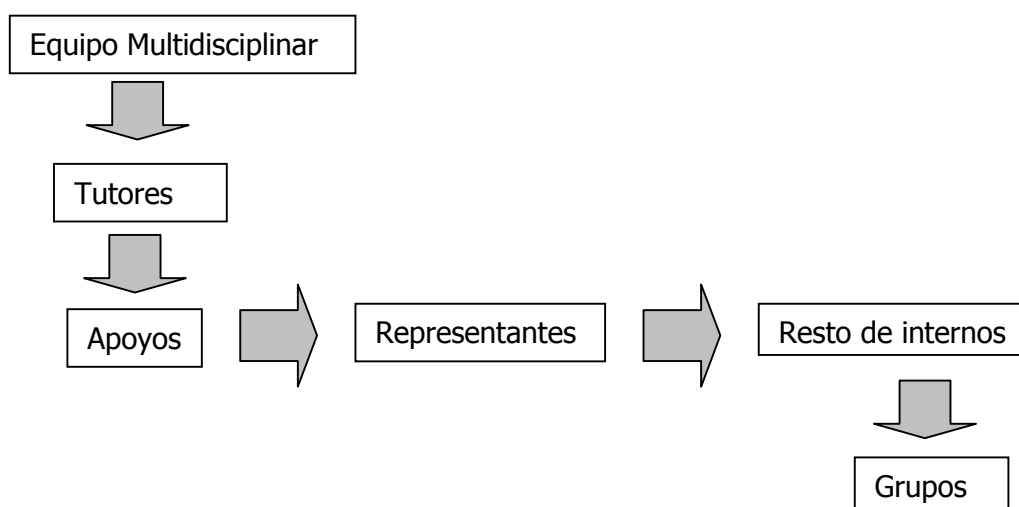 Equipo Multidisciplinar
Tutores
Apoyos
Representantes
Resto de internos
Grupos